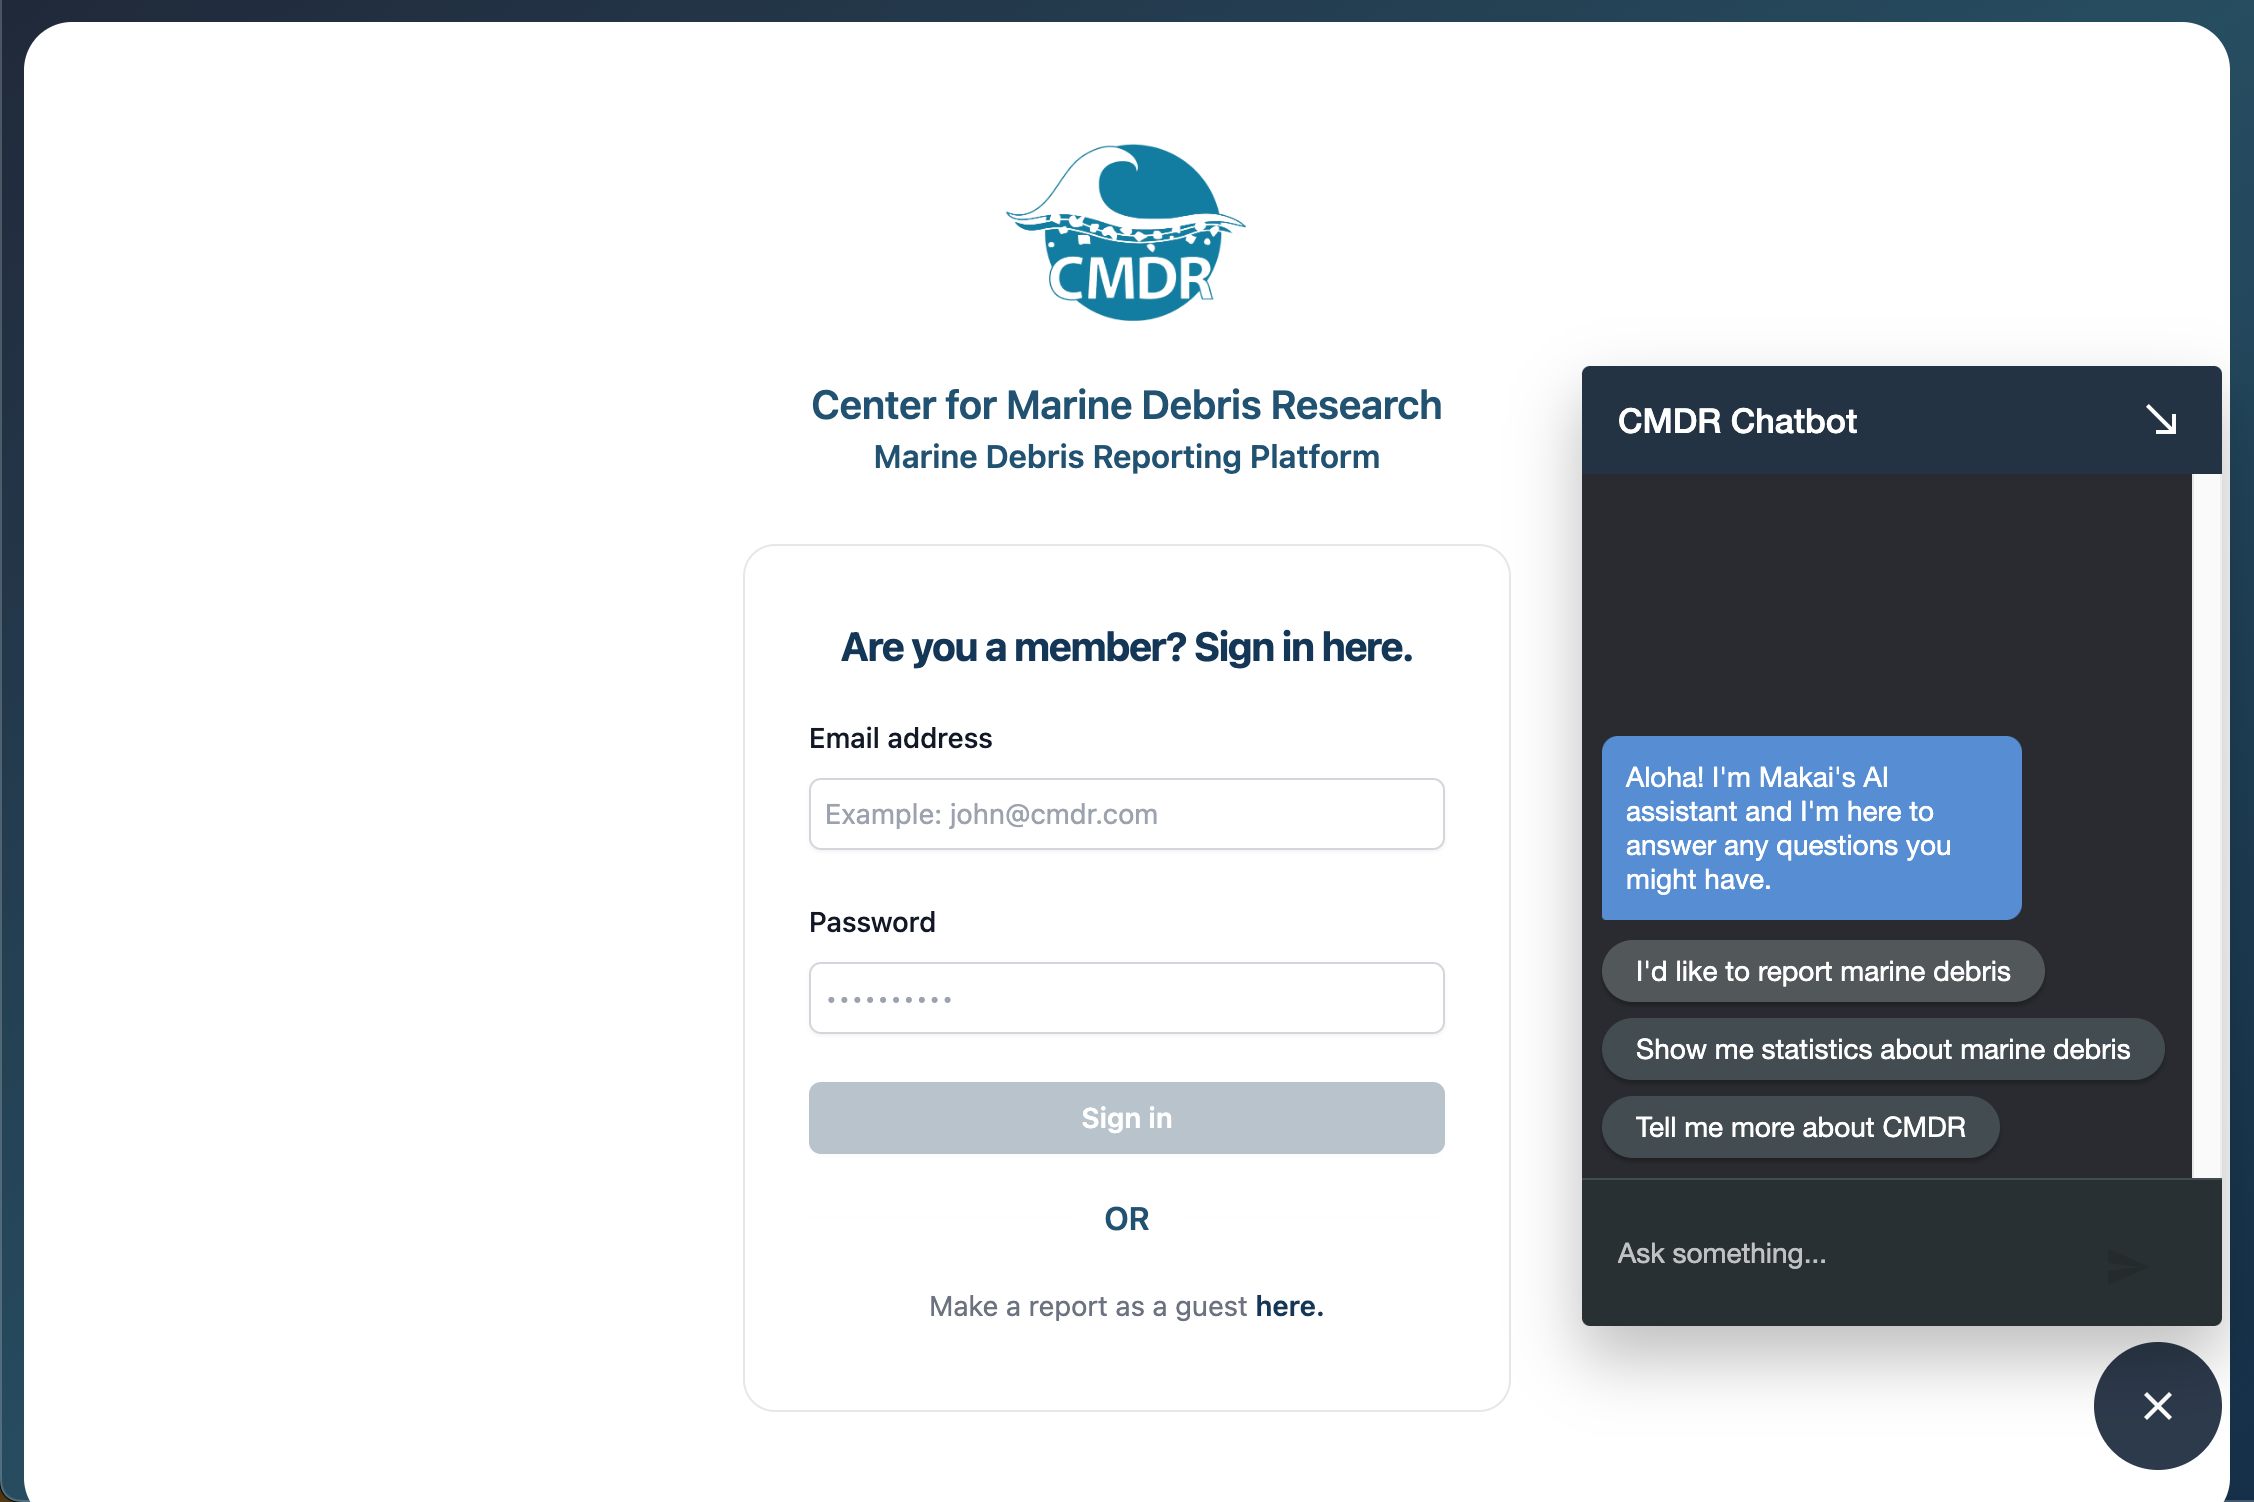 CMDR
Center for Marine Debris Research
Marine Debris Reporting Platform
Are you a member? Sign in here.
Email address
Example: john@cmdr.com
Password
••••••••••
Sign in
OR
Make a report as a guest here.
CMDR Chatbot
Aloha! I'm Makai's AI
assistant and I'm here to
answer any questions you
might have.
I'd like to report marine debris
Show me statistics about marine debris
Tell me more about CMDR
Ask something...